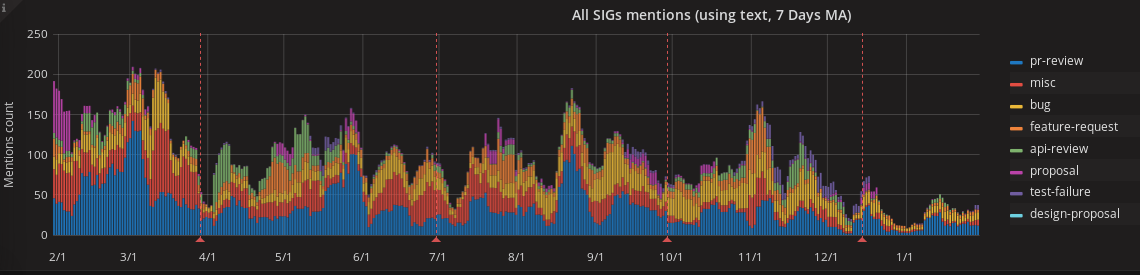 i
All SIGs mentions (using text, 7 Days MA)
Mentions count
250
200
150
100
50
0
2/1 3/1 4/1 5/1 6/1 7/1 8/1 9/1 10/1 11/1 12/1 1/1
pr-review
misc
bug
feature-request
api-review
proposal
test-failure
design-proposal